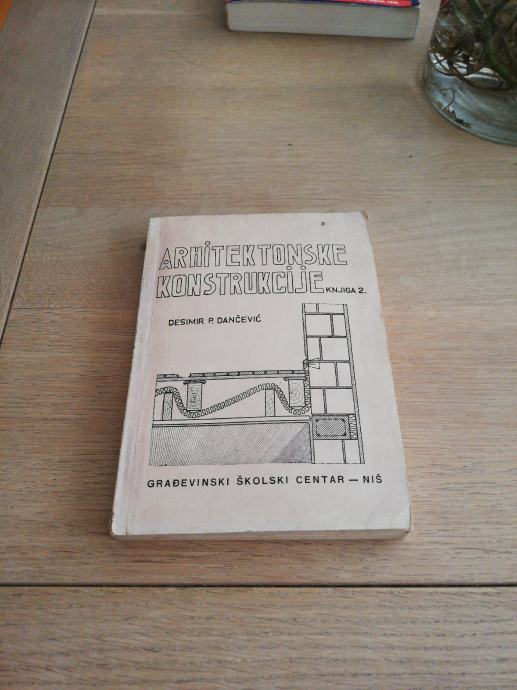 ARHITEKTONSKE
KONSTRUKCIJE KNJIGA 2.
DESIMIR P. DANČEVIĆ
GRAĐEVINSKI ŠKOLSKI CENTAR — NIŠ